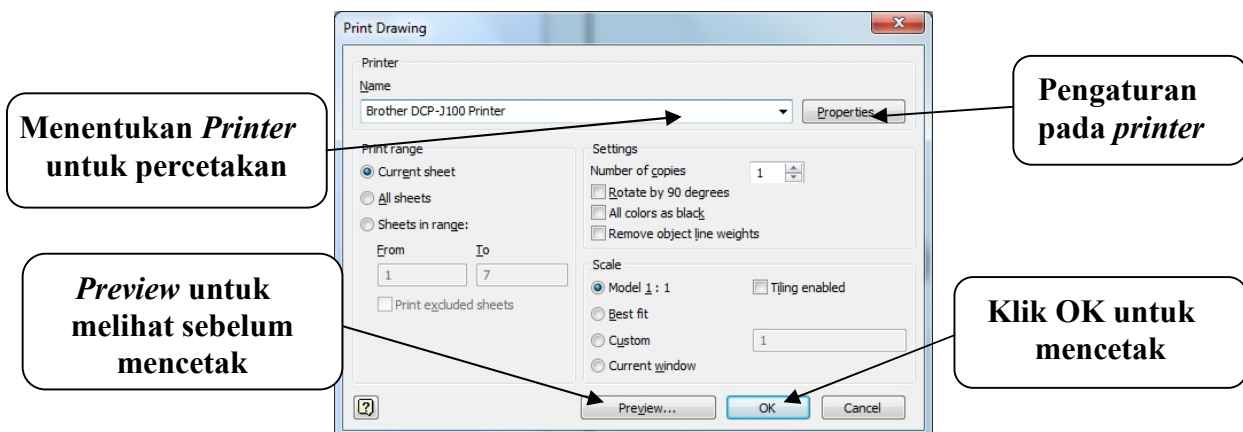 Print Drawing
x
Printer
Name
Brother DCP-J100 Printer
Properties...
Menentukan Printer
untuk percetakan
Pengaturan
pada printer
Print range
Current sheet
All sheets
Sheets in range:
From To
1 7
Print excluded sheets
Settings
Number of copies 1
Rotate by 90 degrees
All colors as black
Remove object line weights
Scale
Model 1 : 1 Tiling enabled
Best fit
Custom 1
Current window
Preview untuk
melihat sebelum
mencetak
Klik OK untuk
mencetak
?
Preview... OK Cancel